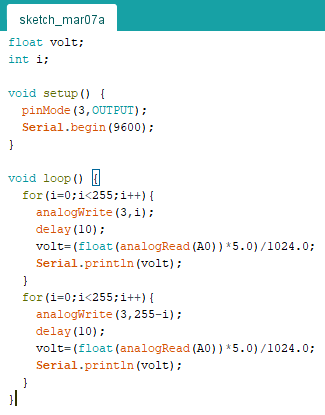 sketch_mar07a
float volt;
int i;
void setup() {
pinMode(3,OUTPUT);
Serial.begin(9600);
}
void loop() {
for(i=0;i<255;i++){
analogWrite(3,i);
delay(10);
volt=(float(analogRead(A0))*5.0)/1024.0;
Serial.println(volt);
}
for(i=0;i<255;i++){
analogWrite(3,255-i);
delay(10);
volt=(float(analogRead(A0))*5.0)/1024.0;
Serial.println(volt);
}
}